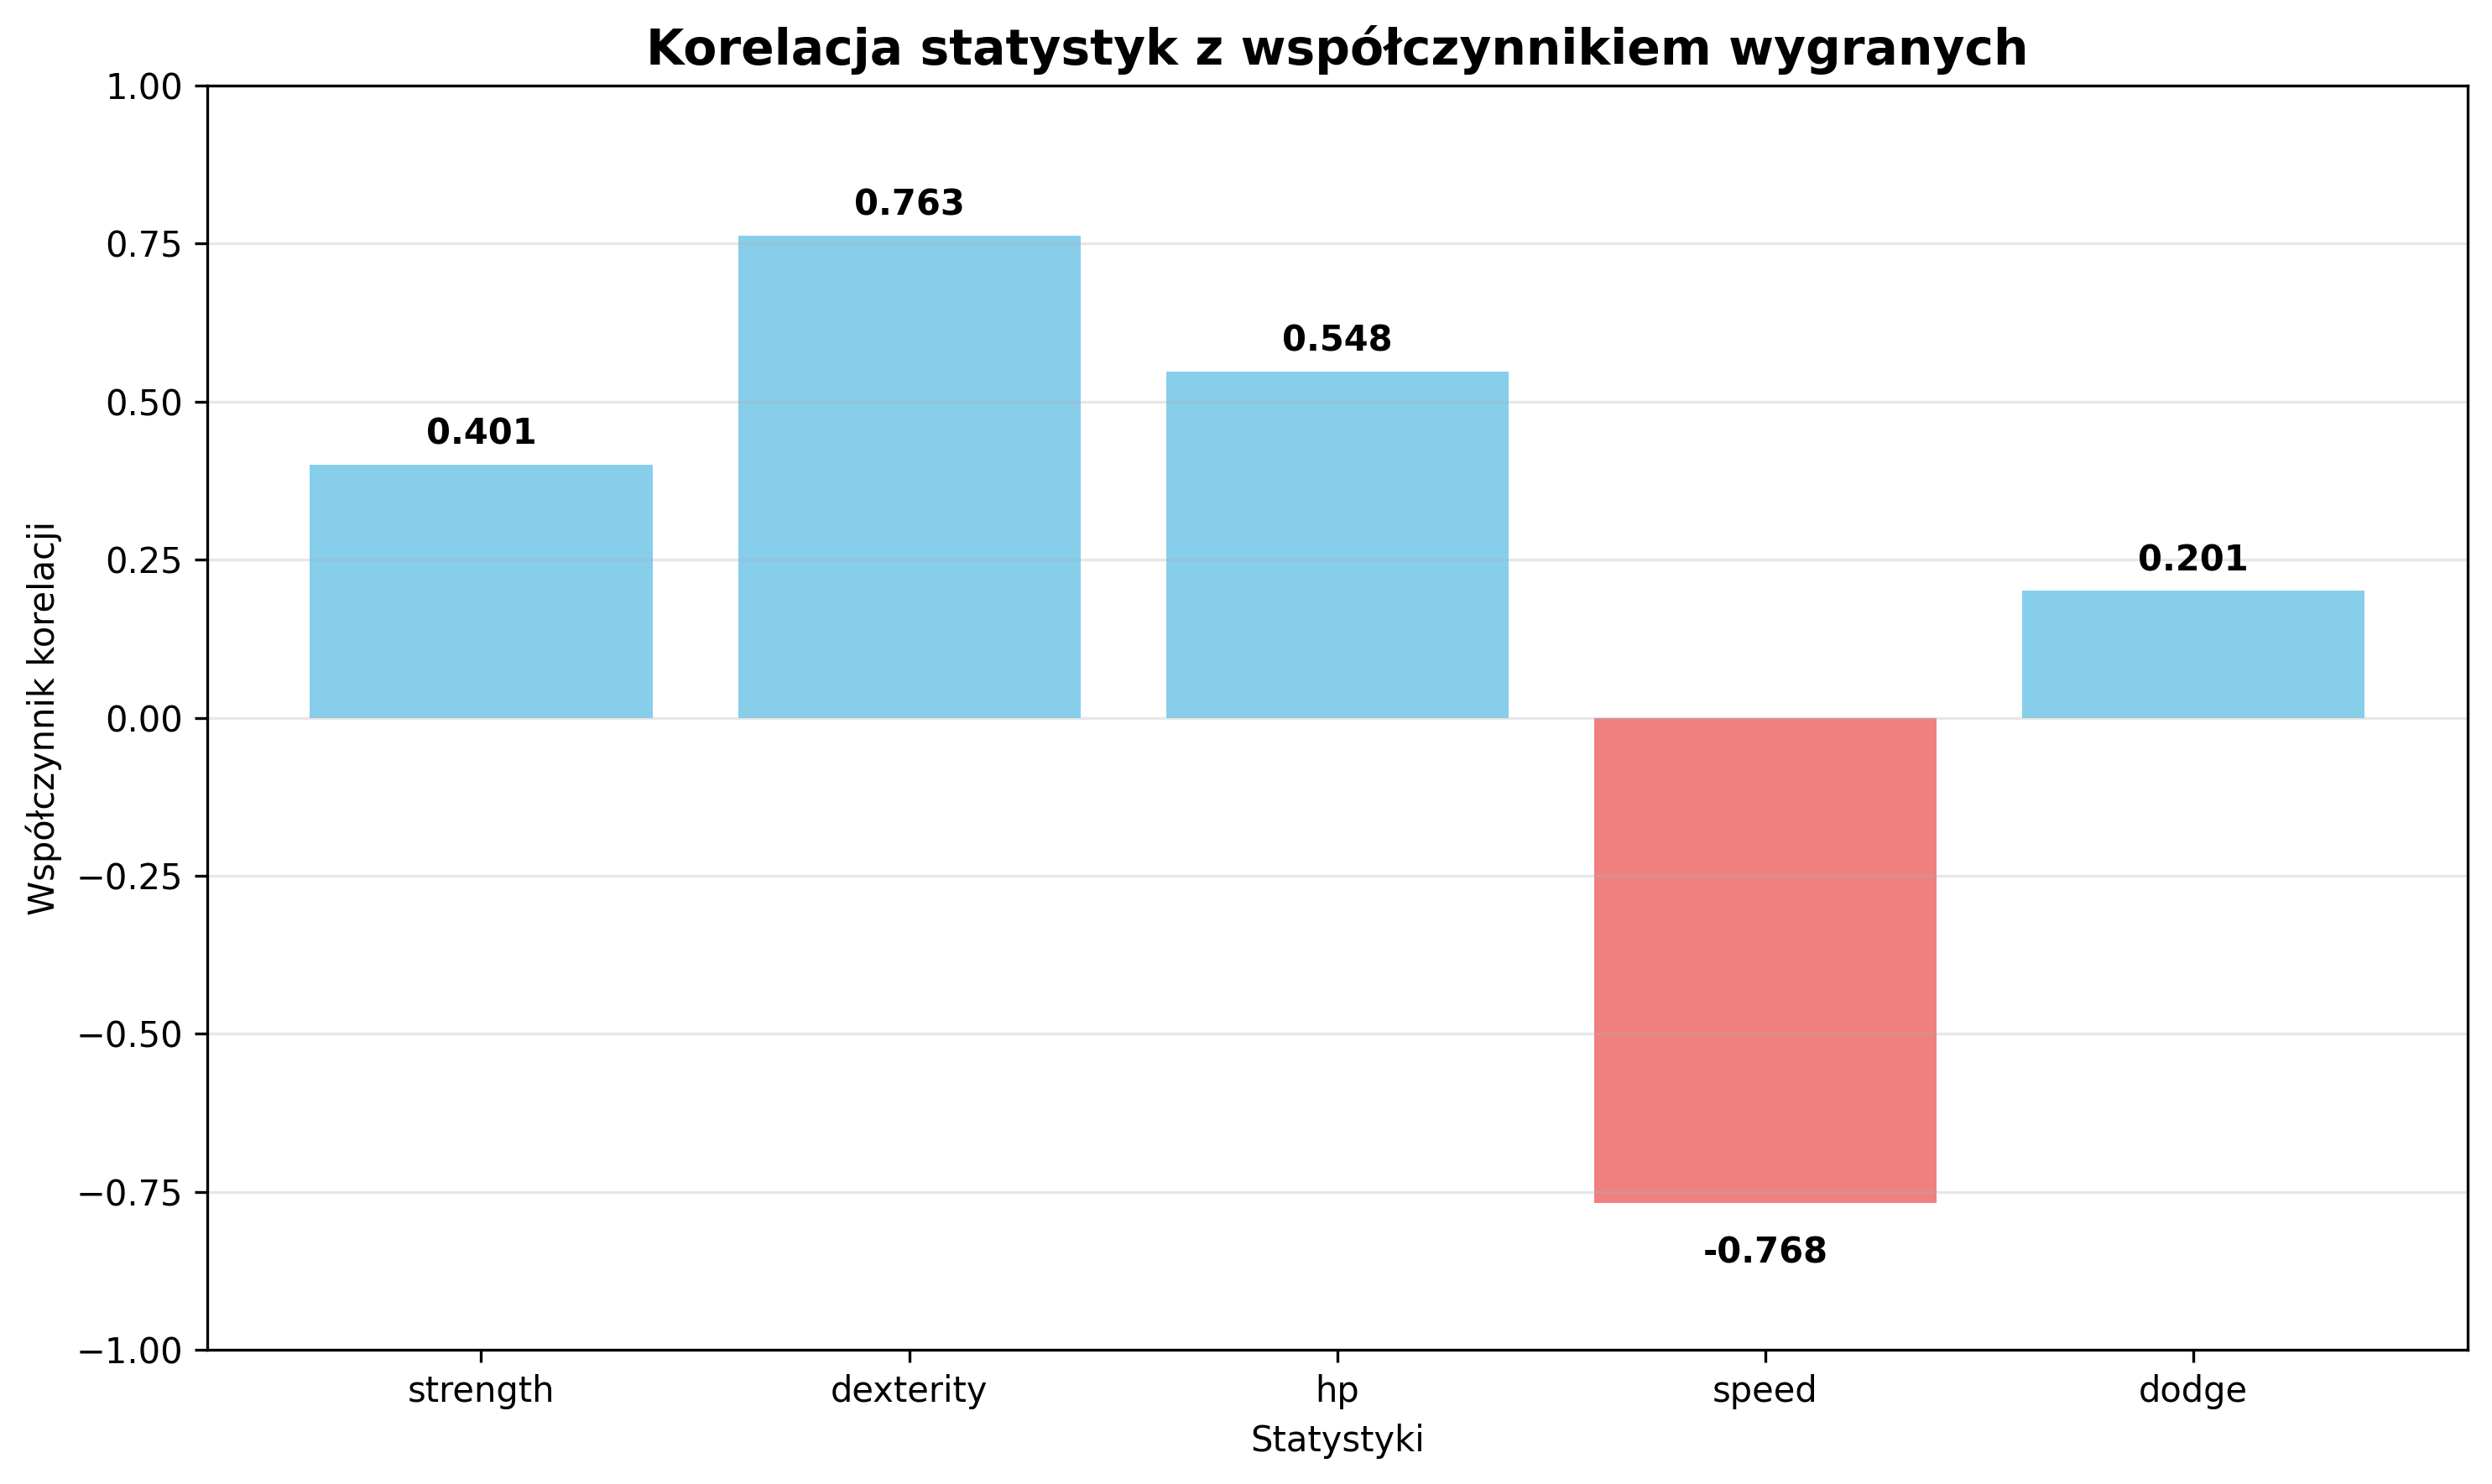 Korelacja statystyk z współczynnikiem wygranych
1.00
0.75
0.50
0.25
0.00
−0.25
−0.50
−0.75
−1.00
Współczynnik korelacji
0.401
0.763
0.548
-0.768
0.201
strength
dexterity
hp
speed
dodge
Statystyki